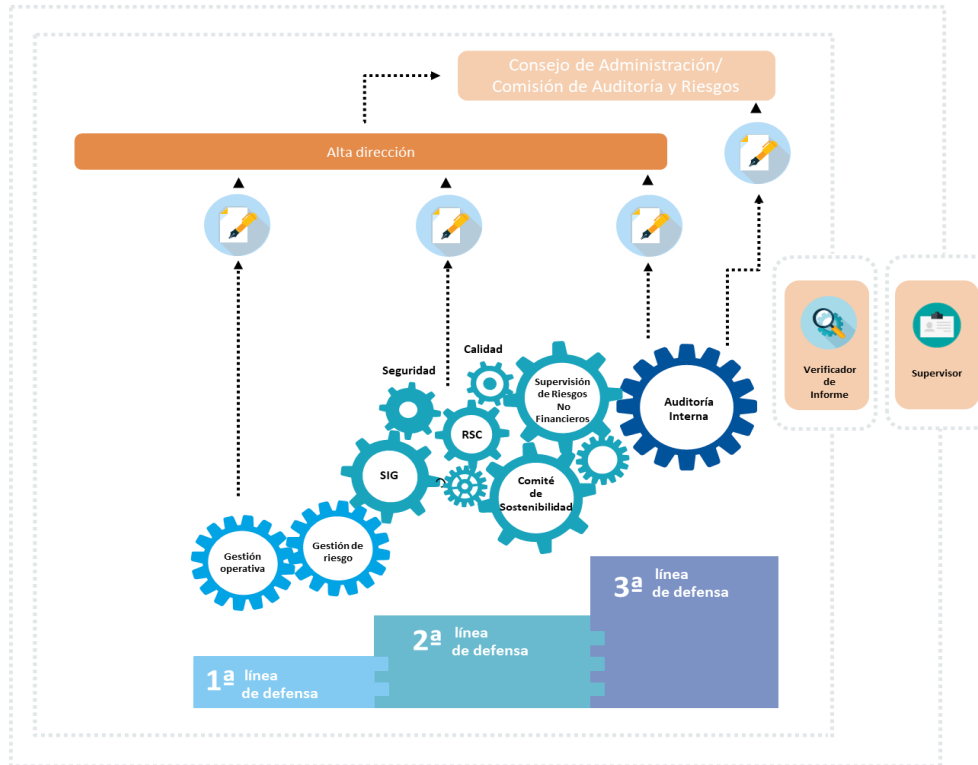 Consejo de Administración/
Comisión de Auditoría y Riesgos
Alta dirección
Verificador
de
Informe
Supervisor
Seguridad
Calidad
Supervisión
de Riesgos
No
Financieros
Auditoría
Interna
RSC
SIG
Comité
de
Sostenibilidad
Gestión
operativa
Gestión de
riesgo
1ª línea
de defensa
2ª línea
de defensa
3ª línea
de defensa